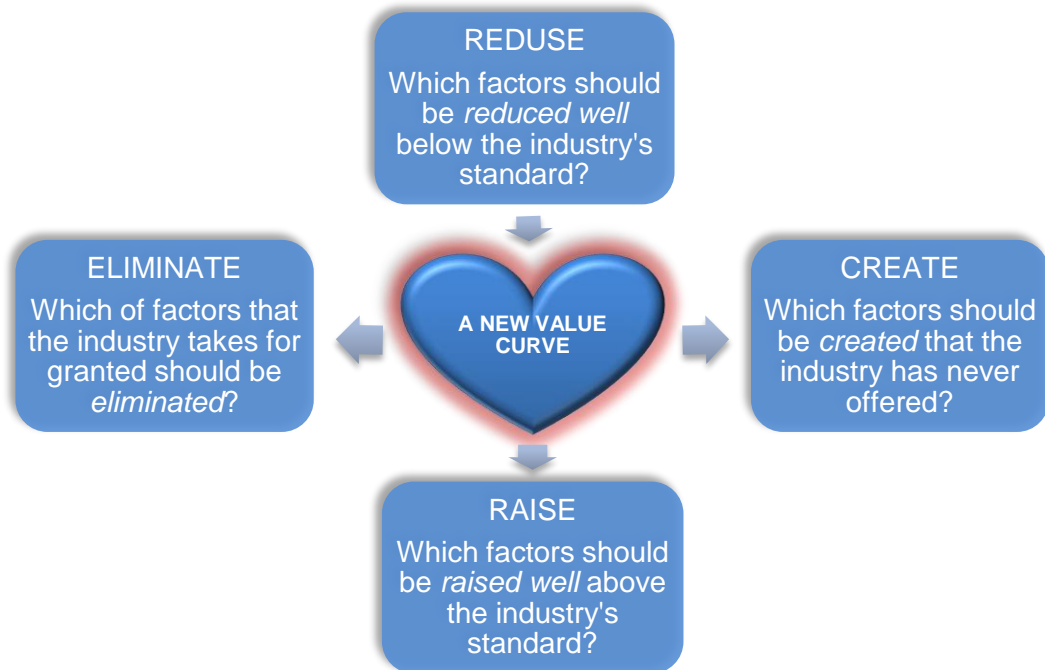 REDUSE
Which factors should
be reduced well
below the industry's
standard?
ELIMINATE
Which of factors that
the industry takes for
granted should be
eliminated?
A NEW VALUE
CURVE
CREATE
Which factors should
be created that the
industry has never
offered?
RAISE
Which factors should
be raised well above
the industry's
standard?